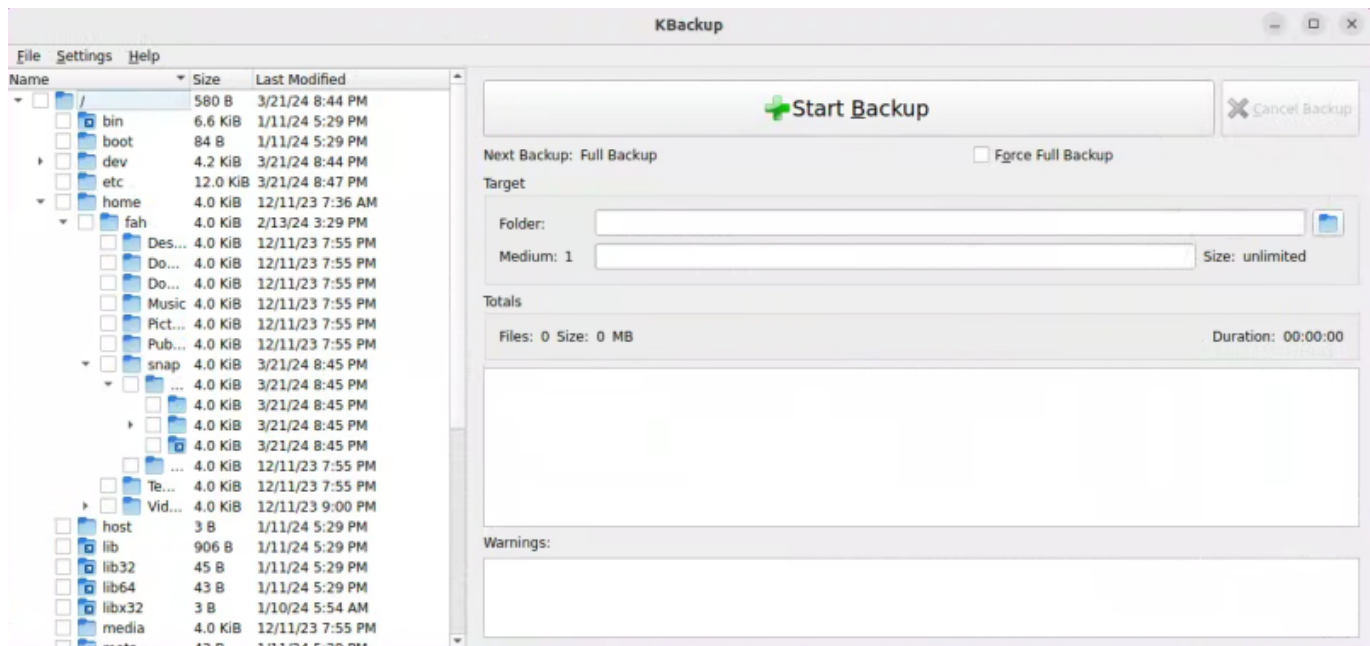 KBackup
File Settings Help
Name Size Last Modified
/ 580 B 3/21/24 8:44 PM
bin 6.6 KiB 1/11/24 5:29 PM
boot 84 B 1/11/24 5:29 PM
dev 4.2 KiB 3/21/24 8:44 PM
etc 12.0 KiB 3/21/24 8:47 PM
home 4.0 KiB 12/11/23 7:36 AM
fah 4.0 KiB 2/13/24 3:29 PM
Des... 4.0 KiB 12/11/23 7:55 PM
Do... 4.0 KiB 12/11/23 7:55 PM
Do... 4.0 KiB 12/11/23 7:55 PM
Music 4.0 KiB 12/11/23 7:55 PM
Pict... 4.0 KiB 12/11/23 7:55 PM
Pub... 4.0 KiB 12/11/23 7:55 PM
snap 4.0 KiB 3/21/24 8:45 PM
... 4.0 KiB 3/21/24 8:45 PM
4.0 KiB 3/21/24 8:45 PM
4.0 KiB 3/21/24 8:45 PM
4.0 KiB 3/21/24 8:45 PM
... 4.0 KiB 12/11/23 7:55 PM
Te... 4.0 KiB 12/11/23 7:55 PM
Vid... 4.0 KiB 12/11/23 9:00 PM
host 3 B 1/11/24 5:29 PM
lib 906 B 1/11/24 5:29 PM
lib32 45 B 1/11/24 5:29 PM
lib64 43 B 1/11/24 5:29 PM
libx32 3 B 1/10/24 5:54 AM
media 4.0 KiB 12/11/23 7:55 PM
Start Backup
Cancel Backup
Next Backup: Full Backup
Force Full Backup
Target
Folder:
Medium: 1
Size: unlimited
Totals
Files: 0 Size: 0 MB
Duration: 00:00:00
Warnings: